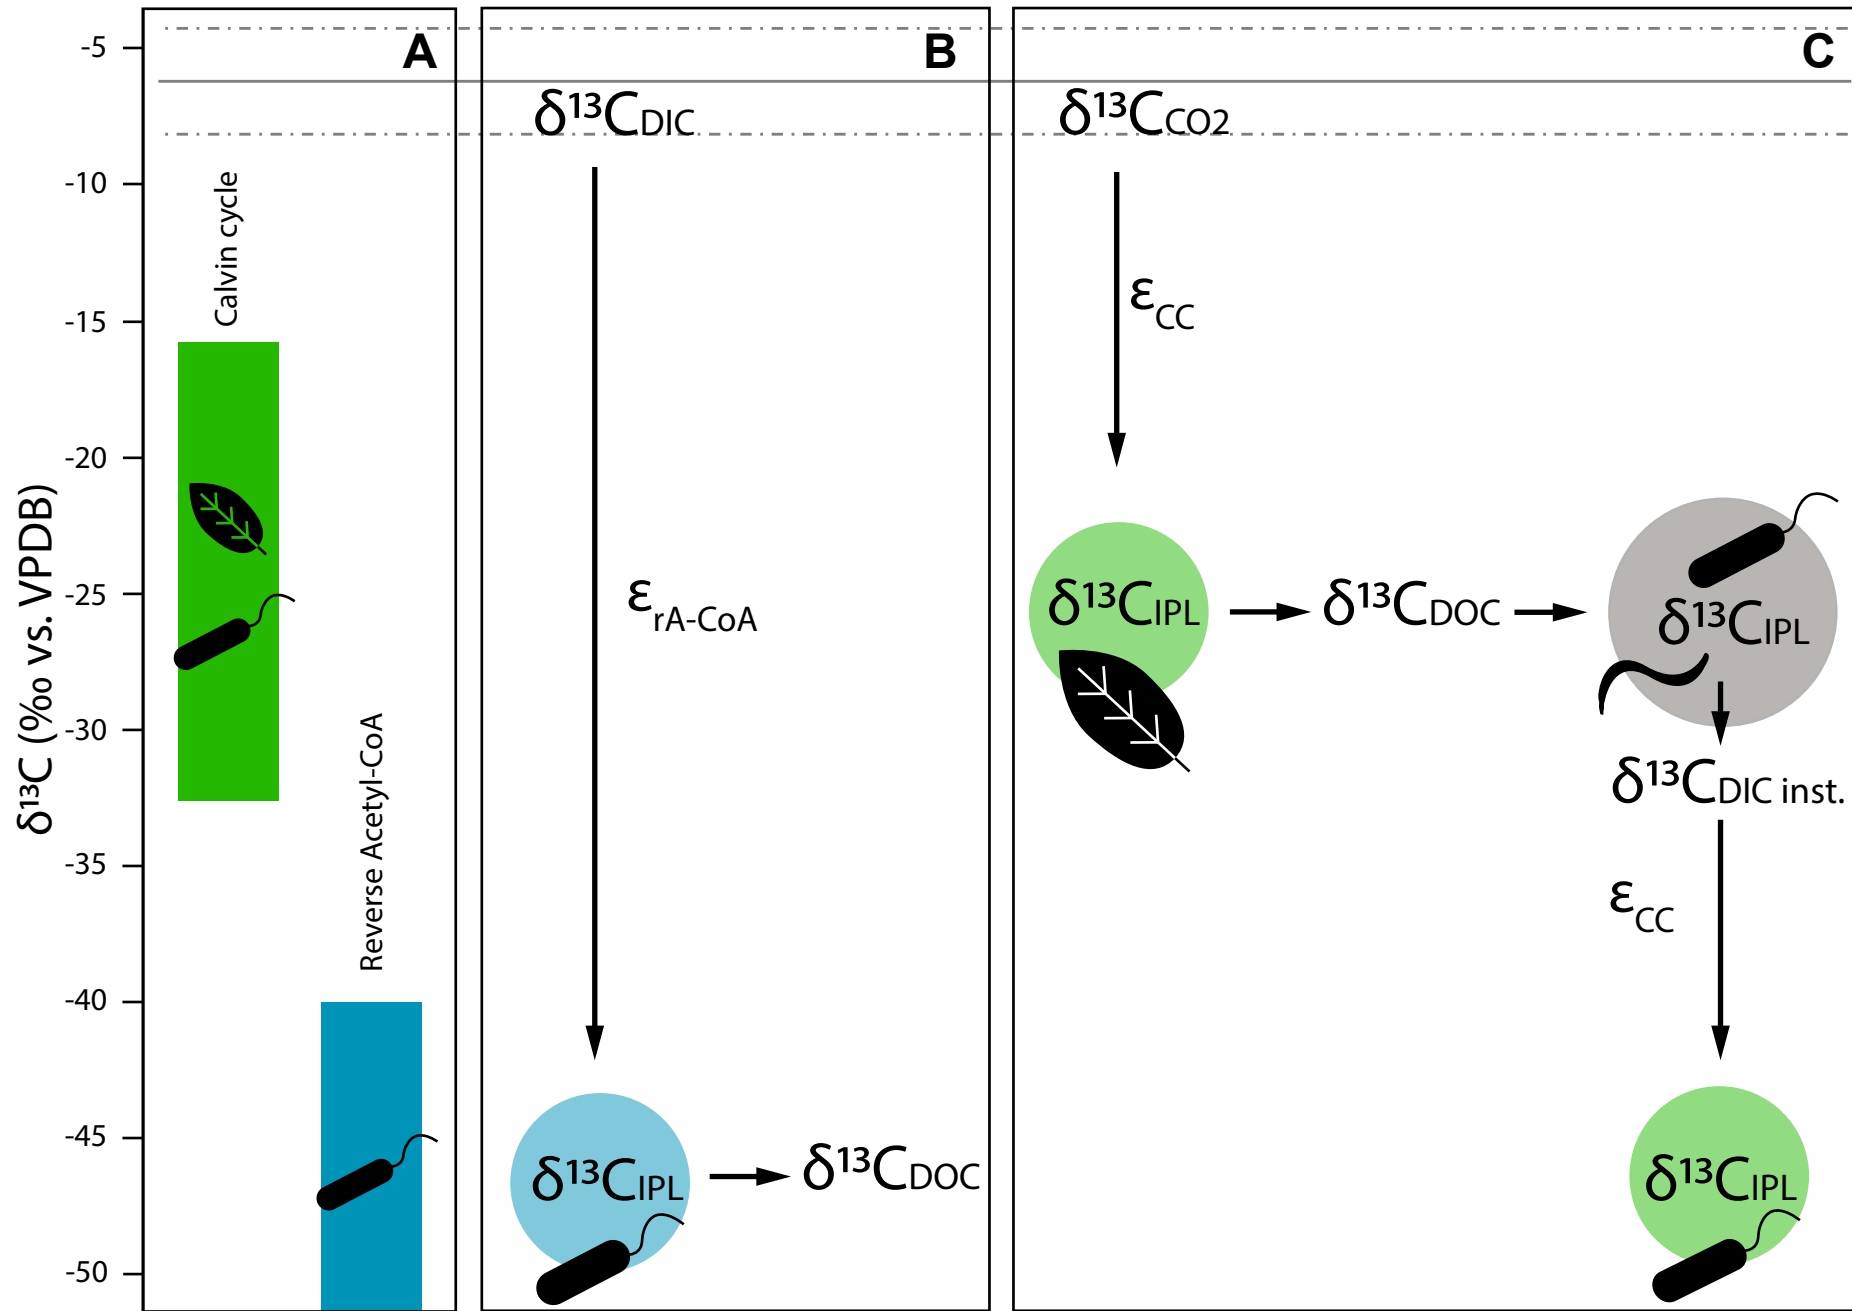 δ¹³C (‰ vs. VPDB)
-5
-10
-15
-20
-25
-30
-35
-40
-45
-50
A
Calvin cycle
Reverse Acetyl-CoA
B
δ¹³CDIC
εrA-CoA
δ¹³CIPL
δ¹³CDOC
C
δ¹³CCO2
εCC
δ¹³CIPL
δ¹³CDOC
δ¹³CIPL
δ¹³CDIC inst.
εCC
δ¹³CIPL